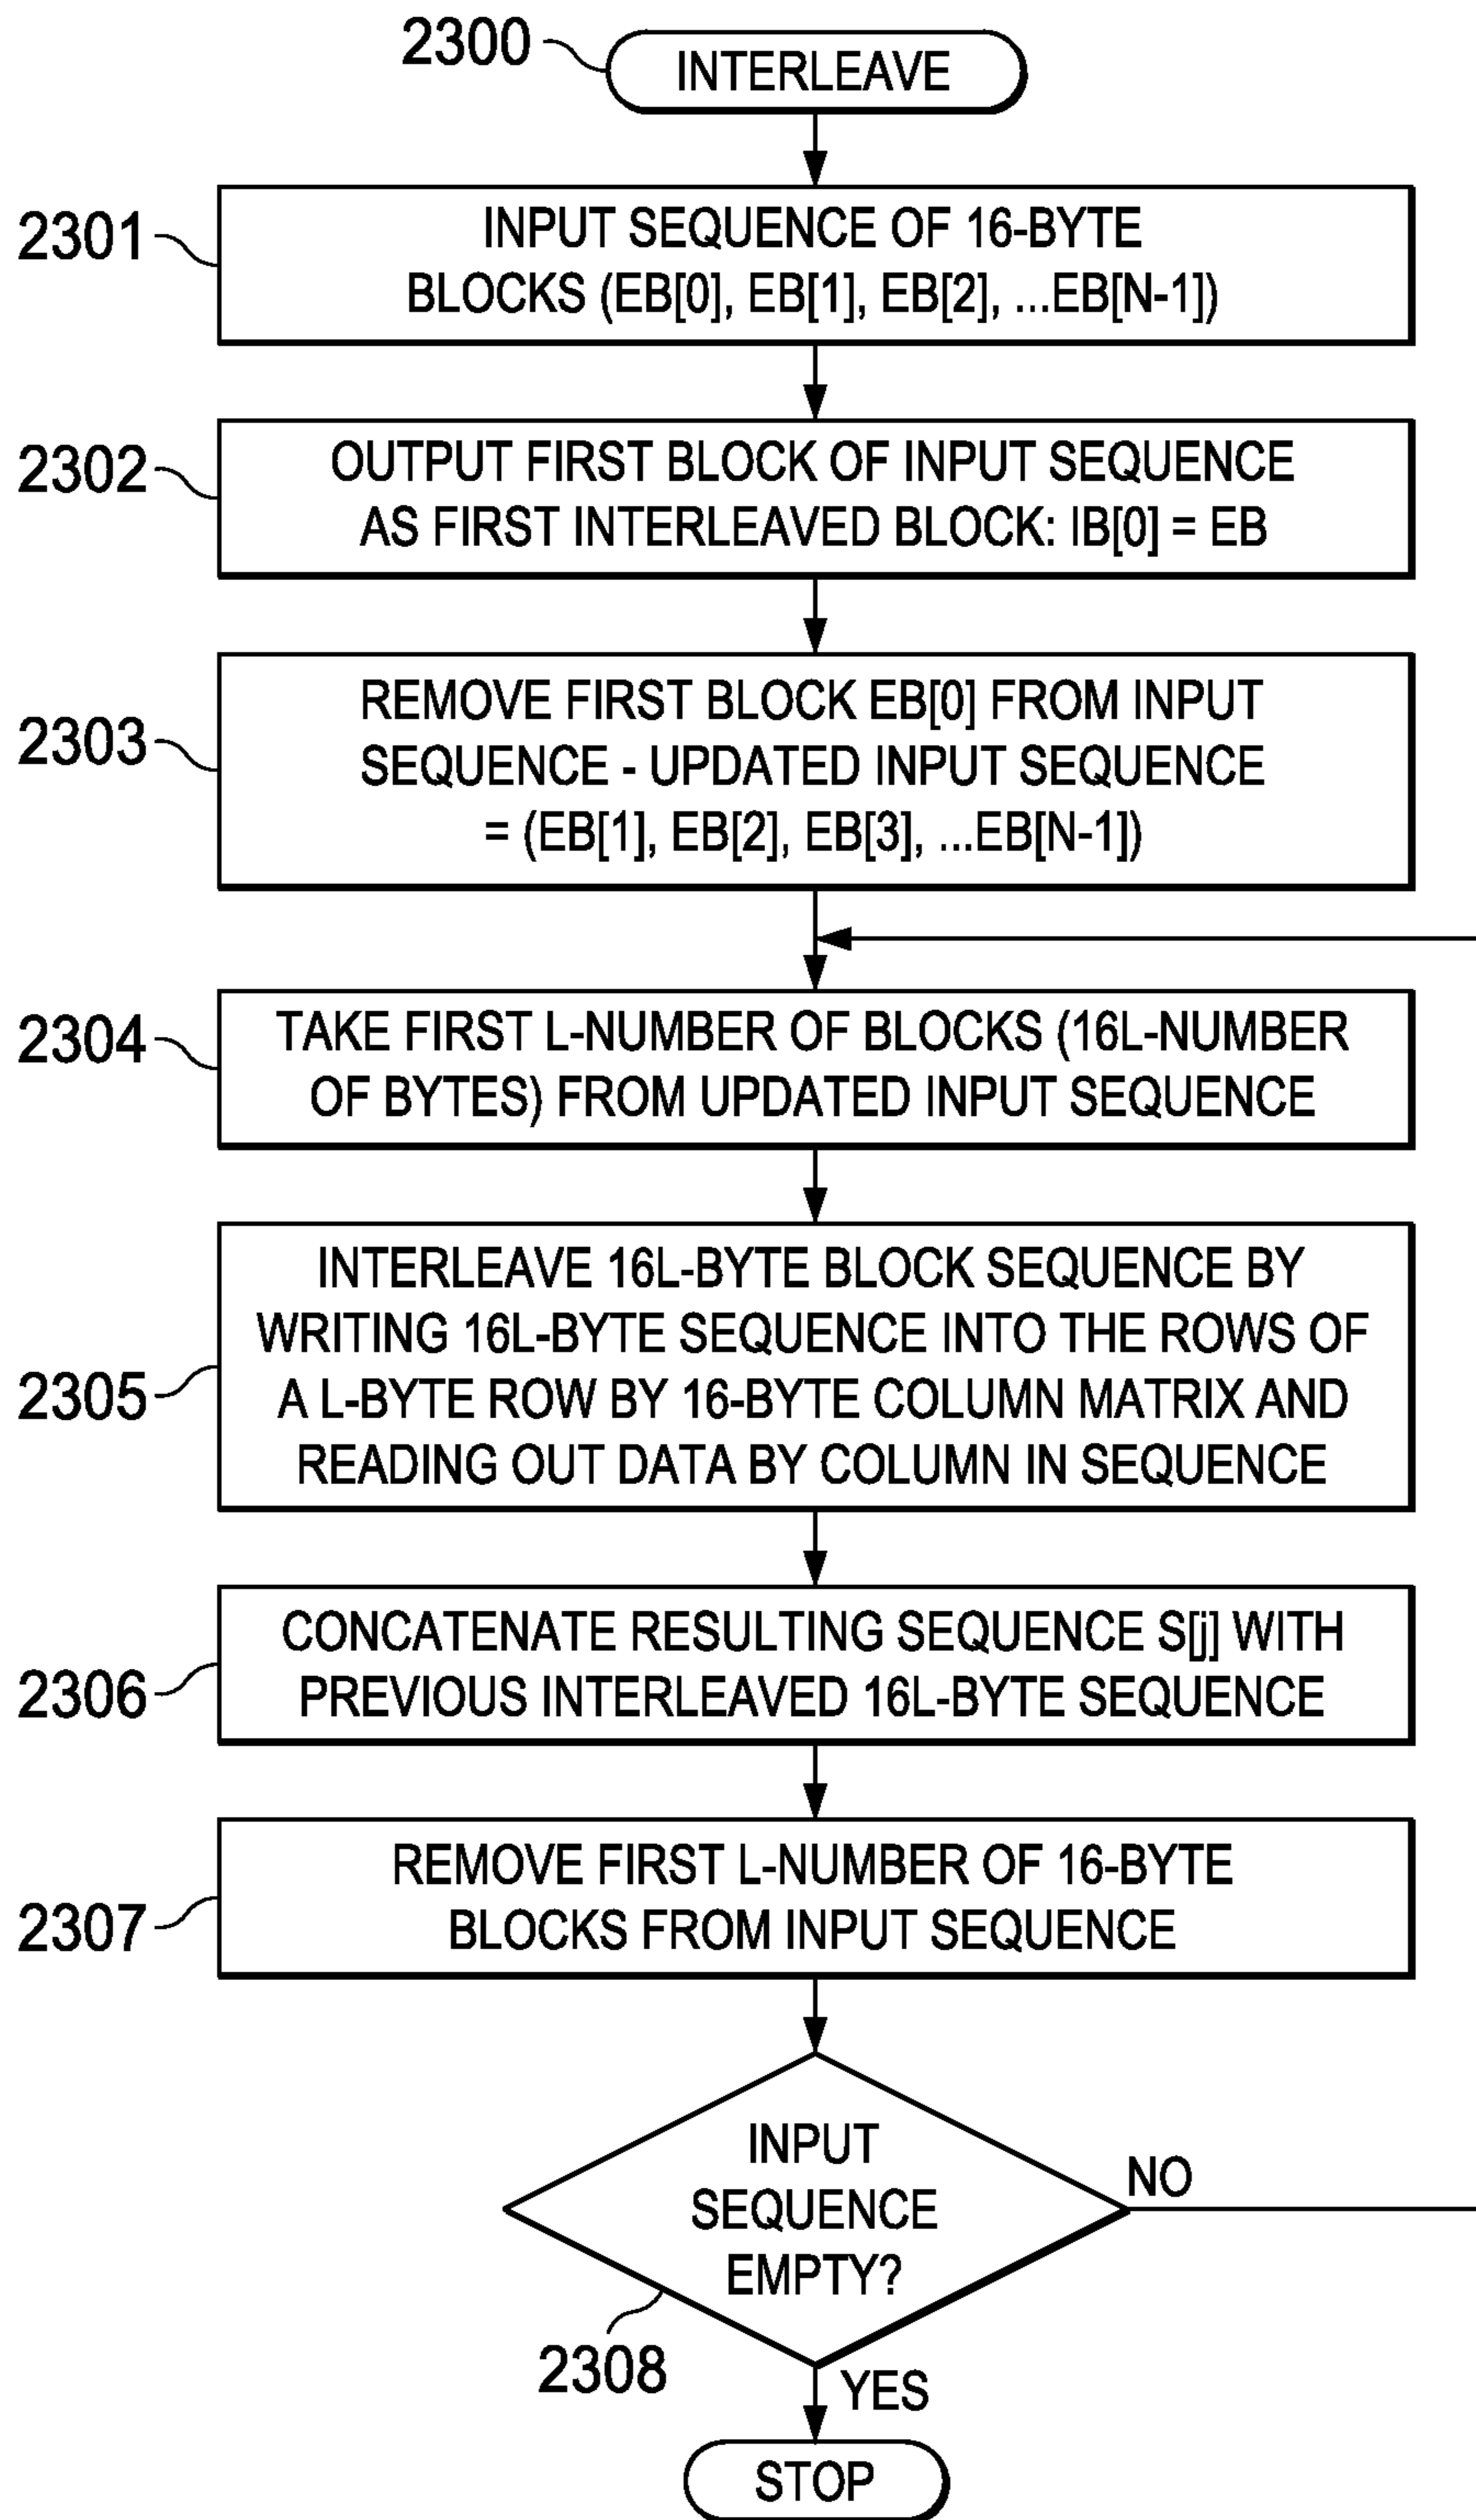 2300
INTERLEAVE
2301
INPUT SEQUENCE OF 16-BYTE
BLOCKS (EB[0], EB[1], EB[2], ...EB[N-1])
2302
OUTPUT FIRST BLOCK OF INPUT SEQUENCE
AS FIRST INTERLEAVED BLOCK: IB[0] = EB
2303
REMOVE FIRST BLOCK EB[0] FROM INPUT
SEQUENCE - UPDATED INPUT SEQUENCE
= (EB[1], EB[2], EB[3], ...EB[N-1])
2304
TAKE FIRST L-NUMBER OF BLOCKS (16L-NUMBER
OF BYTES) FROM UPDATED INPUT SEQUENCE
2305
INTERLEAVE 16L-BYTE BLOCK SEQUENCE BY
WRITING 16L-BYTE SEQUENCE INTO THE ROWS OF
A L-BYTE ROW BY 16-BYTE COLUMN MATRIX AND
READING OUT DATA BY COLUMN IN SEQUENCE
2306
CONCATENATE RESULTING SEQUENCE S[j] WITH
PREVIOUS INTERLEAVED 16L-BYTE SEQUENCE
2307
REMOVE FIRST L-NUMBER OF 16-BYTE
BLOCKS FROM INPUT SEQUENCE
INPUT
SEQUENCE
EMPTY?
NO
2308
YES
STOP